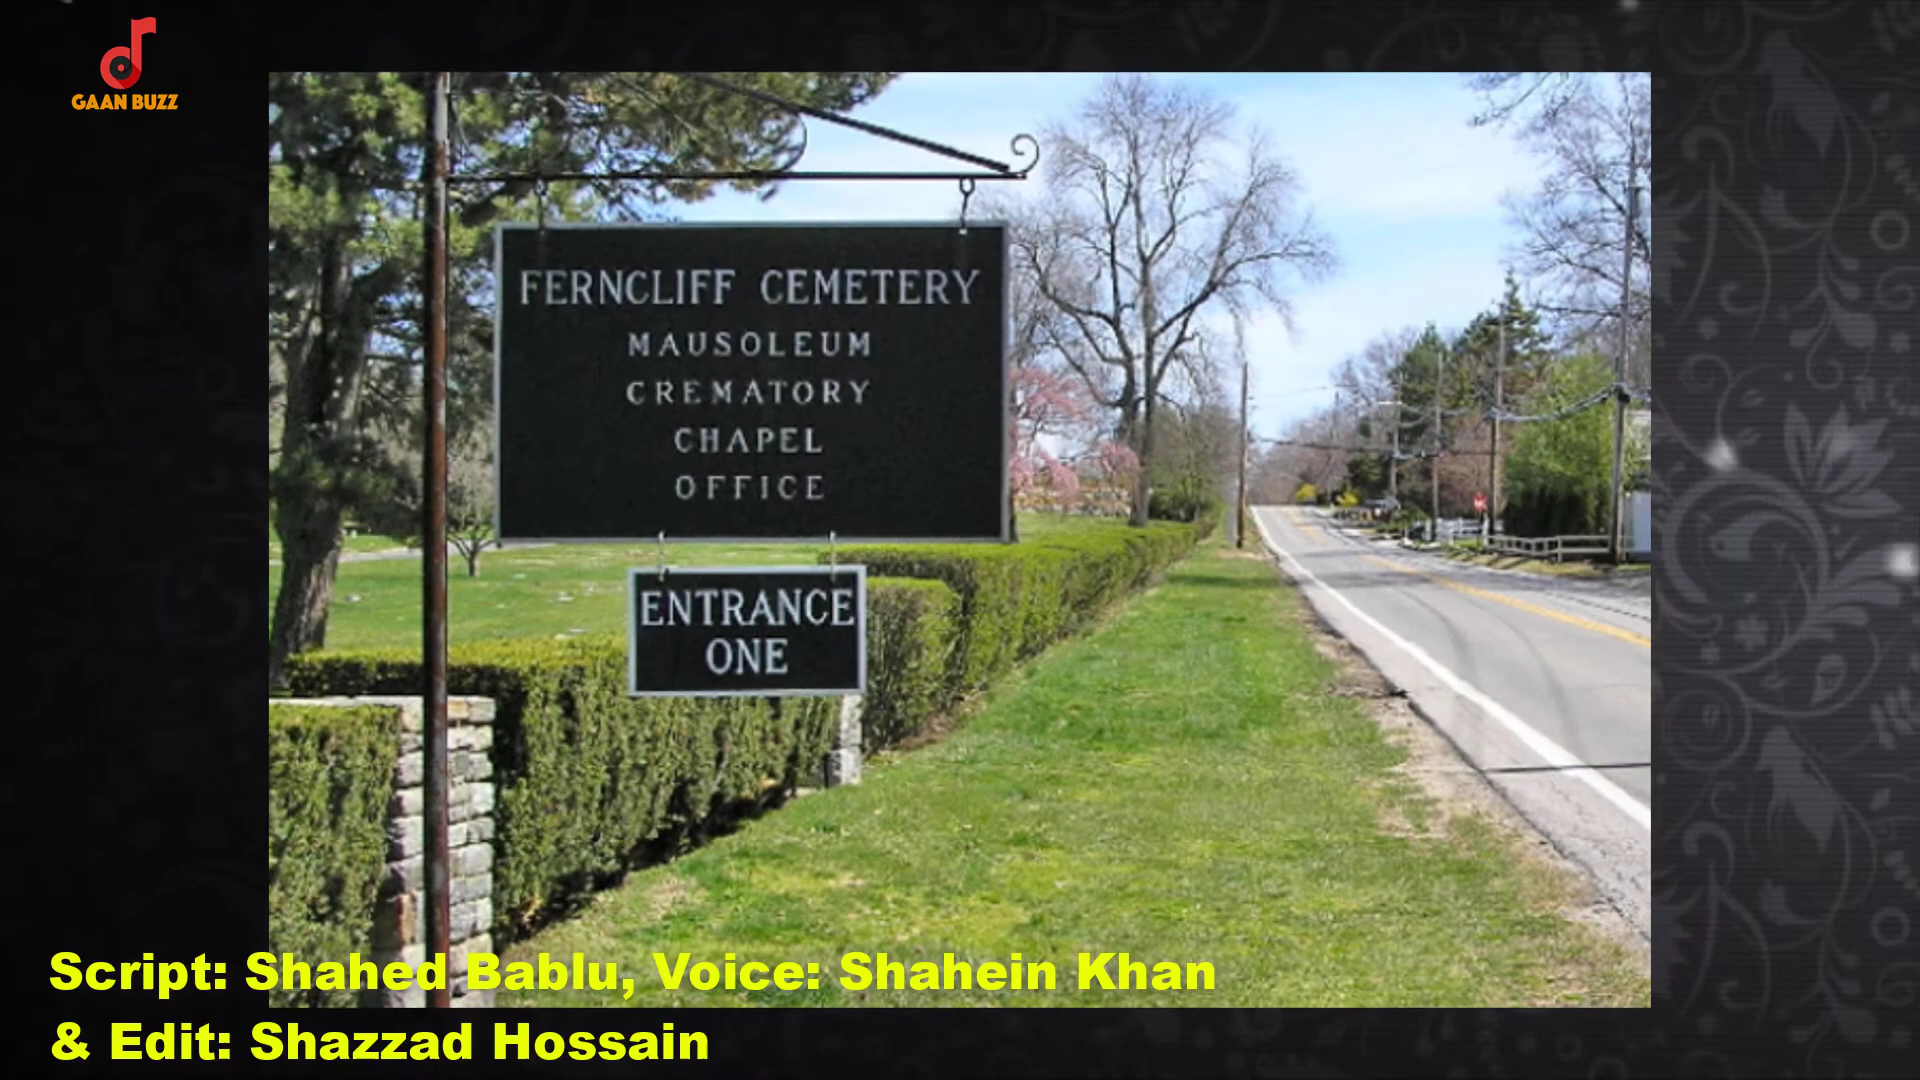 GAAN BUZZ
FERNCLIFF CEMETERY
MAUSOLEUM
CREMATORY
CHAPEL
OFFICE
ENTRANCE
ONE
Script: Shahed Bablu, Voice: Shahein Khan
& Edit: Shazzad Hossain